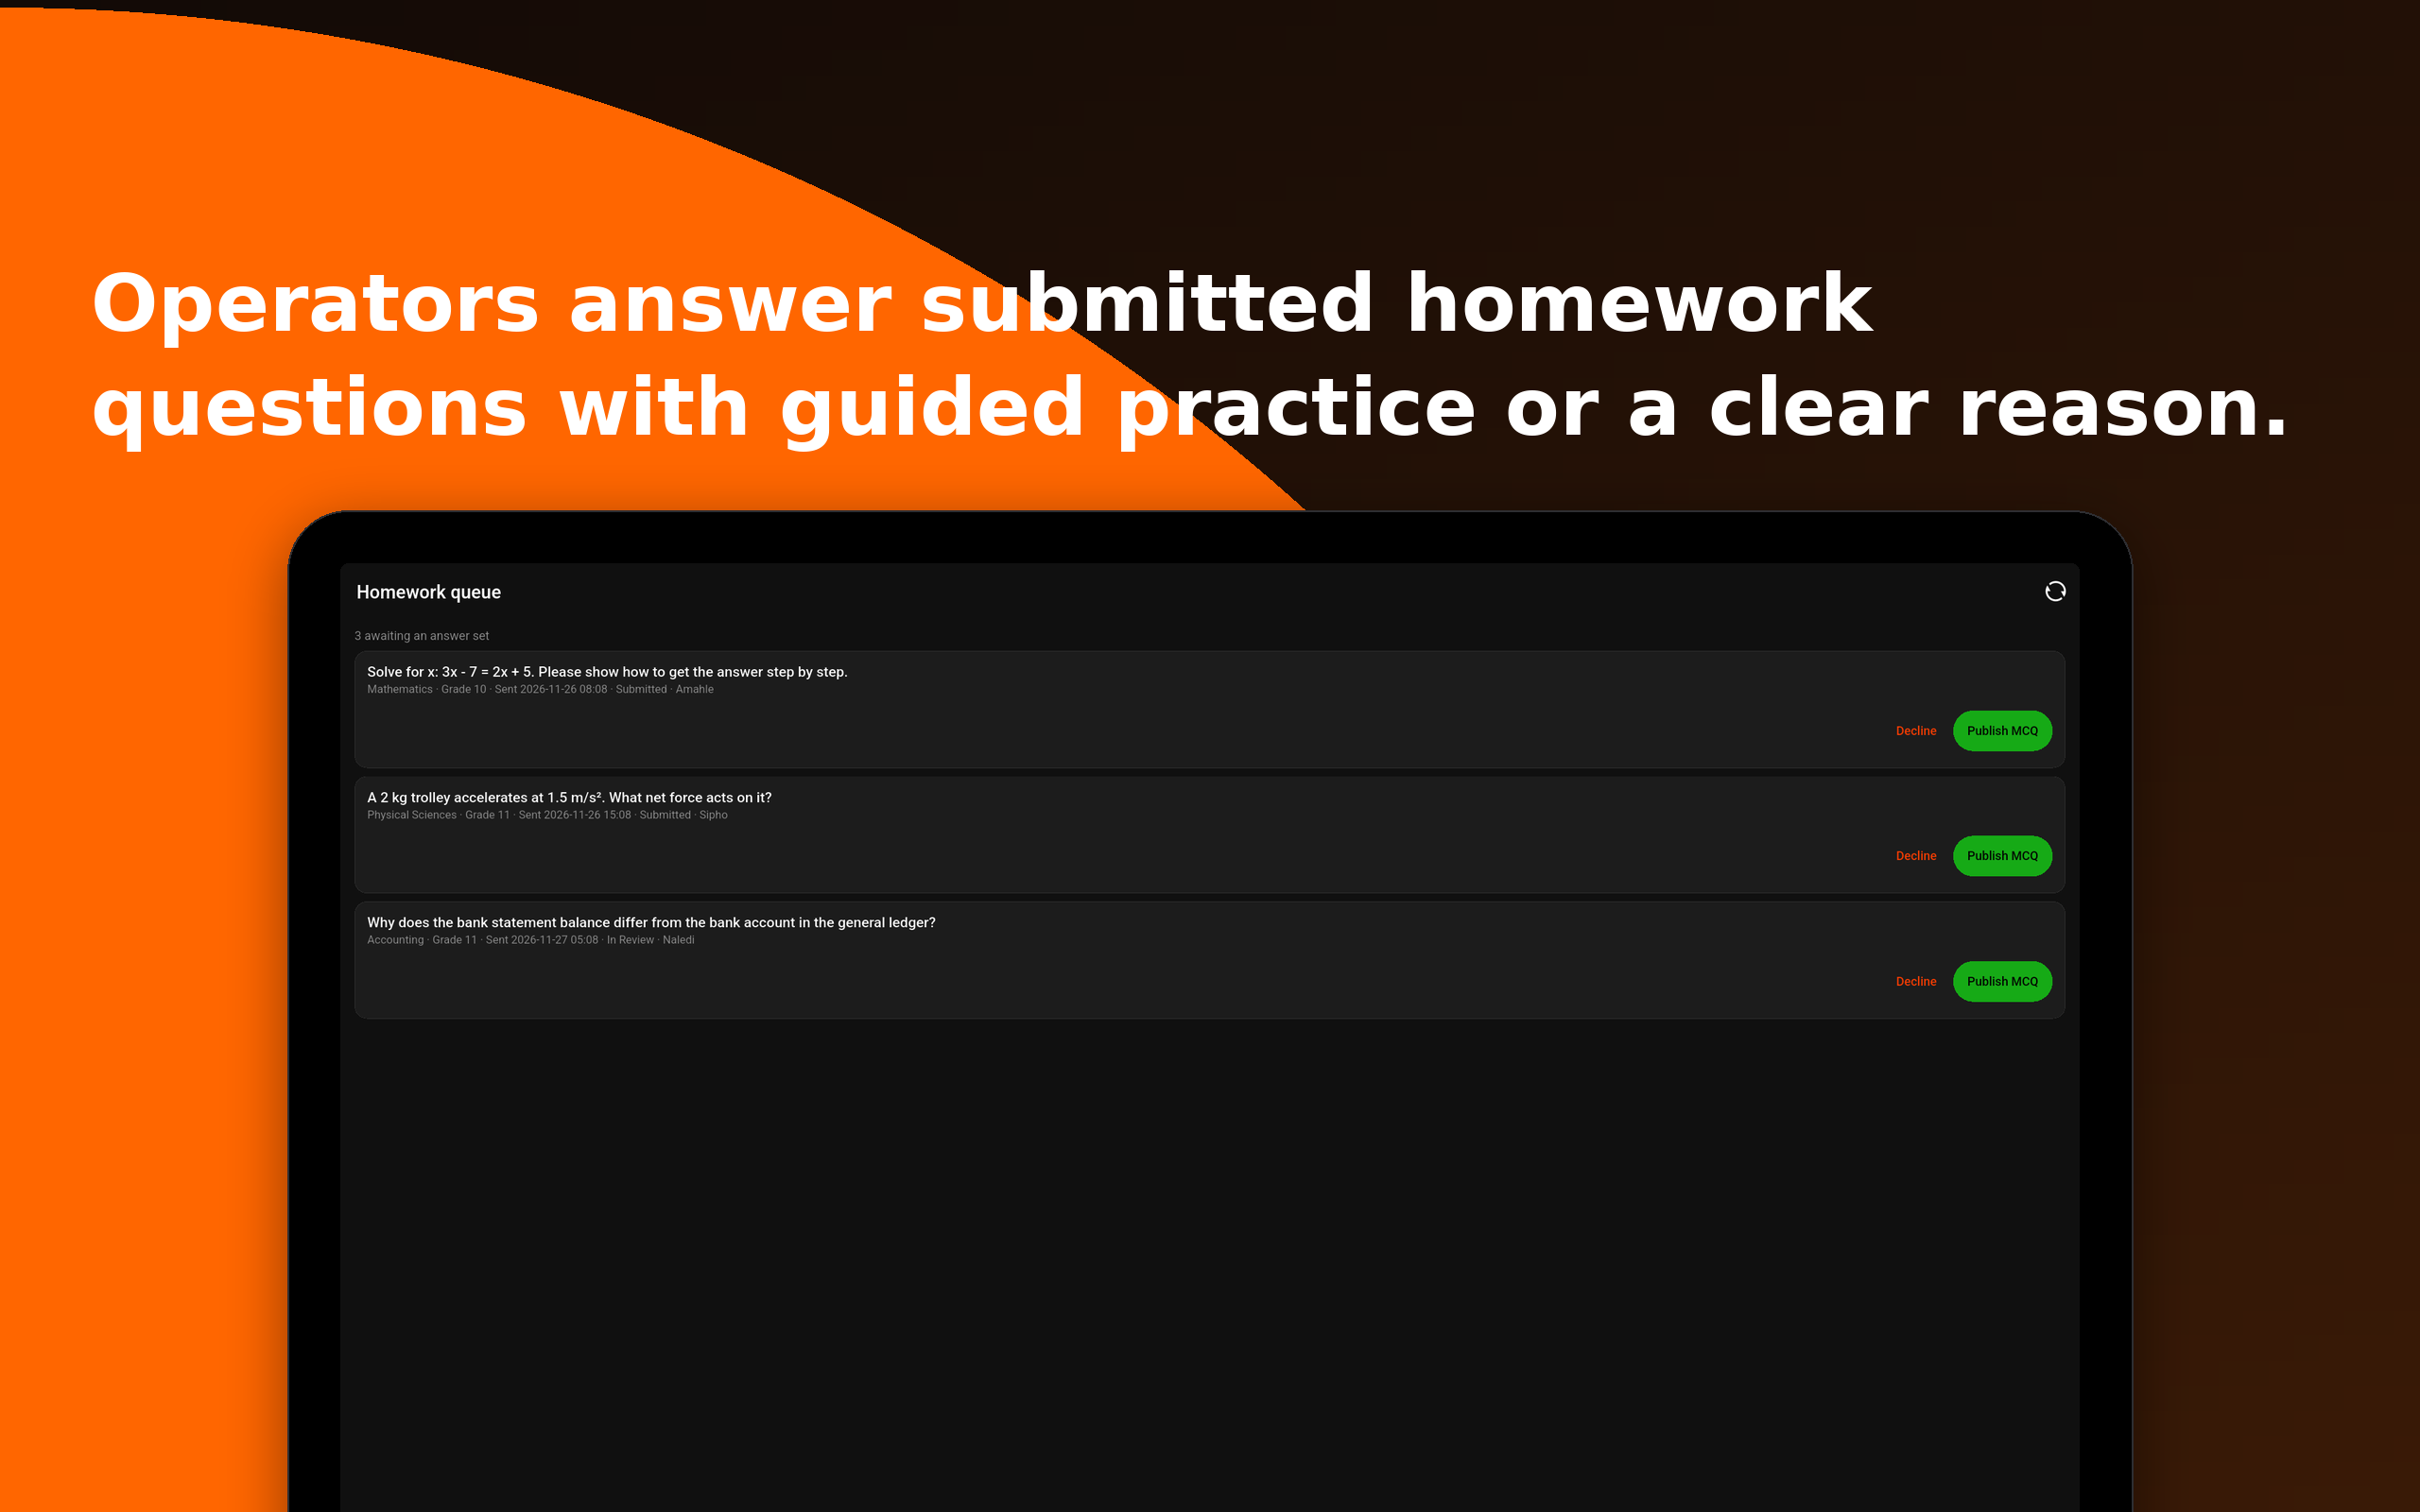 Operators answer submitted homework
questions with guided practice or a clear reason.
Homework queue
3 awaiting an answer set
Solve for x: 3x - 7 = 2x + 5. Please show how to get the answer step by step.
Mathematics · Grade 10 · Sent 2026-11-26 08:08 · Submitted · Amahle
Decline
Publish MCQ
A 2 kg trolley accelerates at 1.5 m/s². What net force acts on it?
Physical Sciences · Grade 11 · Sent 2026-11-26 15:08 · Submitted · Sipho
Decline
Publish MCQ
Why does the bank statement balance differ from the bank account in the general ledger?
Accounting · Grade 11 · Sent 2026-11-27 05:08 · In Review · Naledi
Decline
Publish MCQ